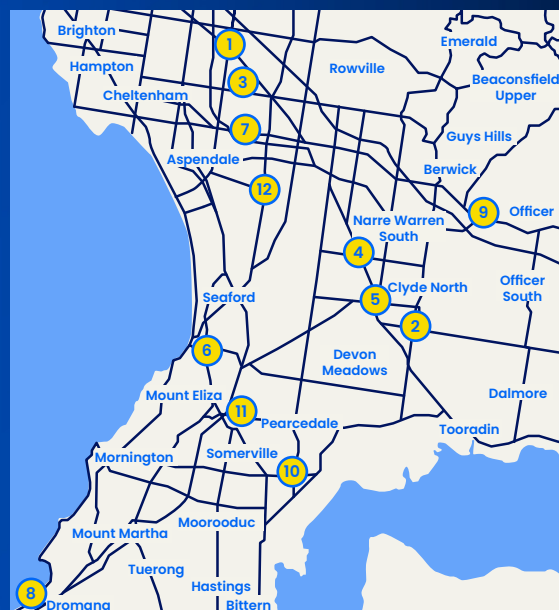 Brighton
1
Emerald
Hampton
Rowville
3
Beaconsfield
Upper
Cheltenham
7
Guys Hills
Aspendale
Berwick
12
9
Officer
Narre Warren
South
4
Clyde North
Officer
South
Seaford
5
2
6
Devon
Meadows
Mount Eliza
Dalmore
11
Pearcedale
Tooradin
Mornington
Somerville
10
Moorooduc
Mount Martha
Tuerong
Hastings
8
Dromana
Bittern